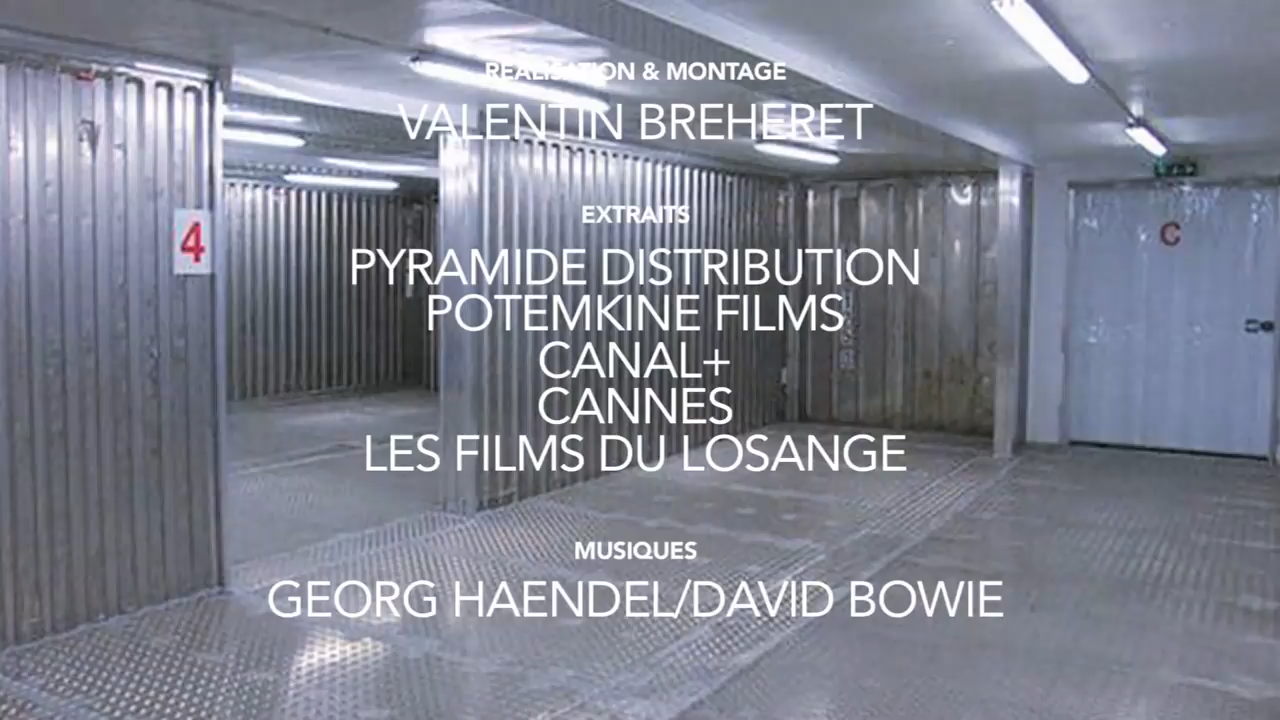 RÉALISATION & MONTAGE
VALENTIN BREHERET
EXTRAITS
PYRAMIDE DISTRIBUTION
POTEMKINE FILMS
CANAL+
CANNES
LES FILMS DU LOSANGE
MUSIQUES
GEORG HAENDEL/DAVID BOWIE
4
C